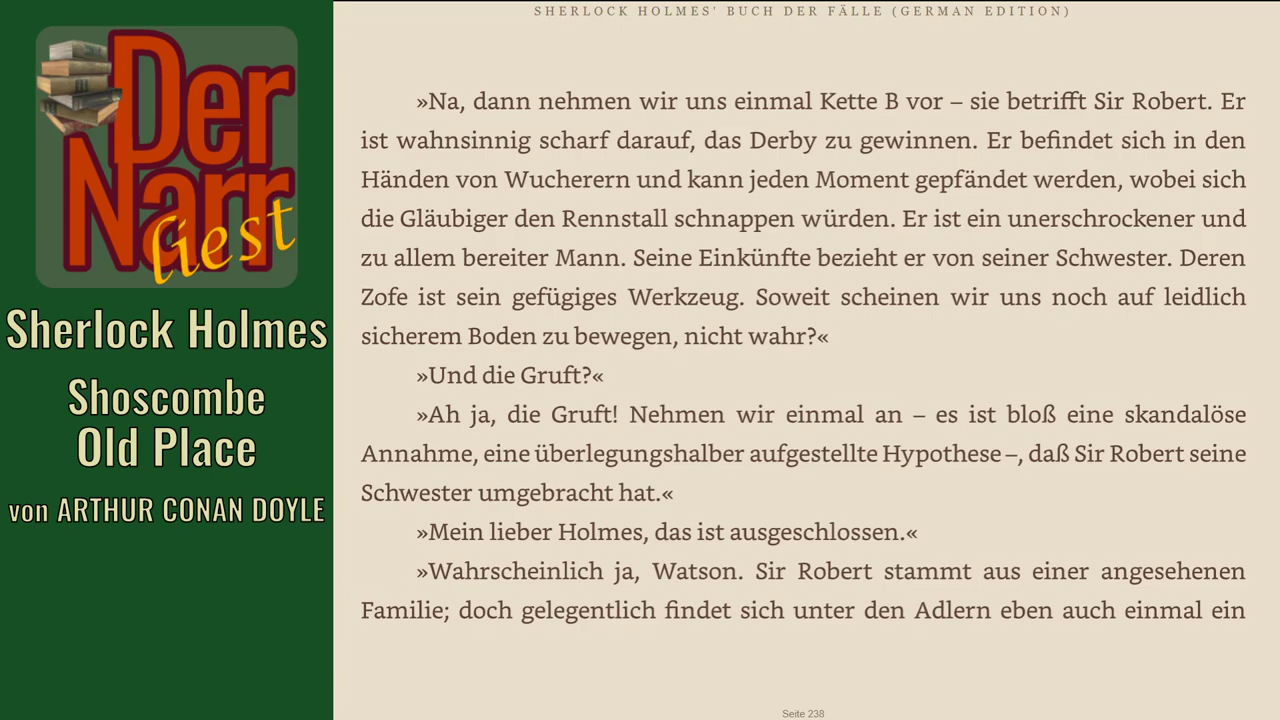 Der
Narr
liest
Sherlock Holmes
Shoscombe
Old Place
von ARTHUR CONAN DOYLE
SHERLOCK HOLMES' BUCH DER FÄLLE (GERMAN EDITION)
»Na, dann nehmen wir uns einmal Kette B vor – sie betrifft Sir Robert. Er
ist wahnsinnig scharf darauf, das Derby zu gewinnen. Er befindet sich in den
Händen von Wucherern und kann jeden Moment gepfändet werden, wobei sich
die Gläubiger den Rennstall schnappen würden. Er ist ein unerschrockener und
zu allem bereiter Mann. Seine Einkünfte bezieht er von seiner Schwester. Deren
Zofe ist sein gefügiges Werkzeug. Soweit scheinen wir uns noch auf leidlich
sicherem Boden zu bewegen, nicht wahr?«
»Und die Gruft?«
»Ah ja, die Gruft! Nehmen wir einmal an – es ist bloß eine skandalöse
Annahme, eine überlegungshalber aufgestellte Hypothese –, daß Sir Robert seine
Schwester umgebracht hat.«
»Mein lieber Holmes, das ist ausgeschlossen.«
»Wahrscheinlich ja, Watson. Sir Robert stammt aus einer angesehenen
Familie; doch gelegentlich findet sich unter den Adlern eben auch einmal ein
Seite 238